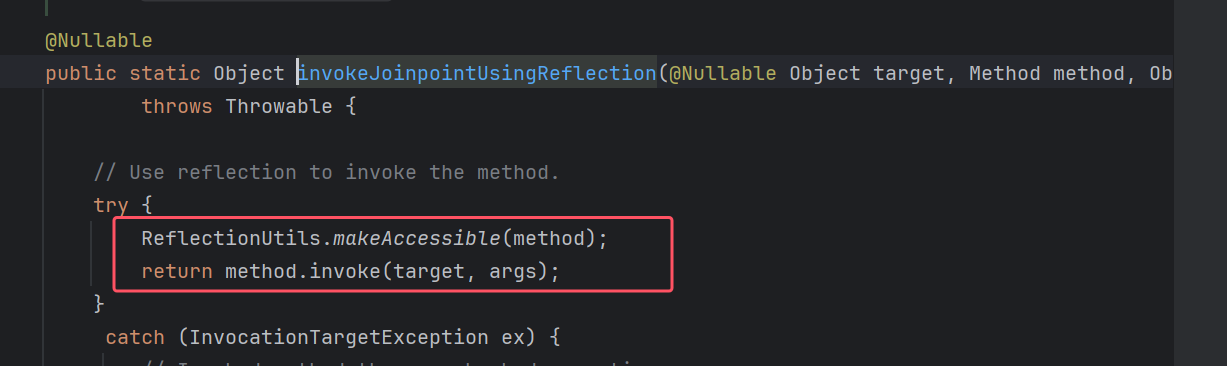 @Nullable
public static Object invokeJoinpointUsingReflection(@Nullable Object target, Method method, Ob
throws Throwable {
// Use reflection to invoke the method.
try {
ReflectionUtils.makeAccessible(method);
return method.invoke(target, args);
}
catch (InvocationTargetException ex) {